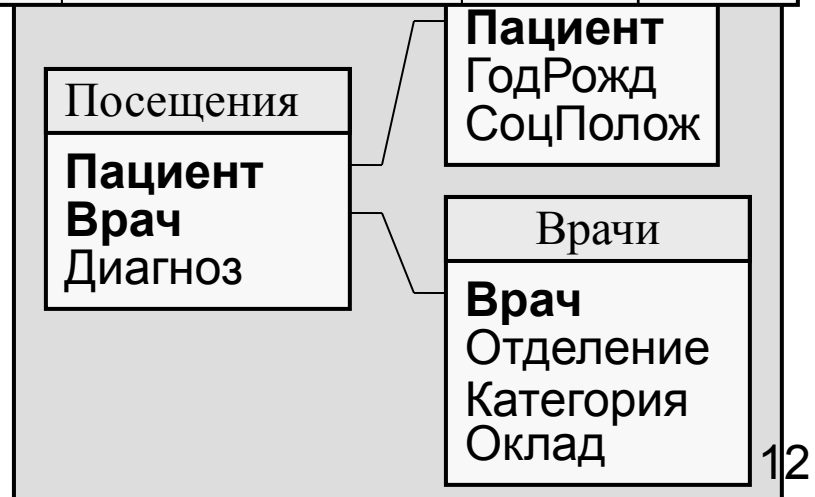 Посещения
Пациент
Врач
Диагноз
Пациент
ГодРожд
СоцПолож
Врачи
Врач
Отделение
Категория
Оклад
12